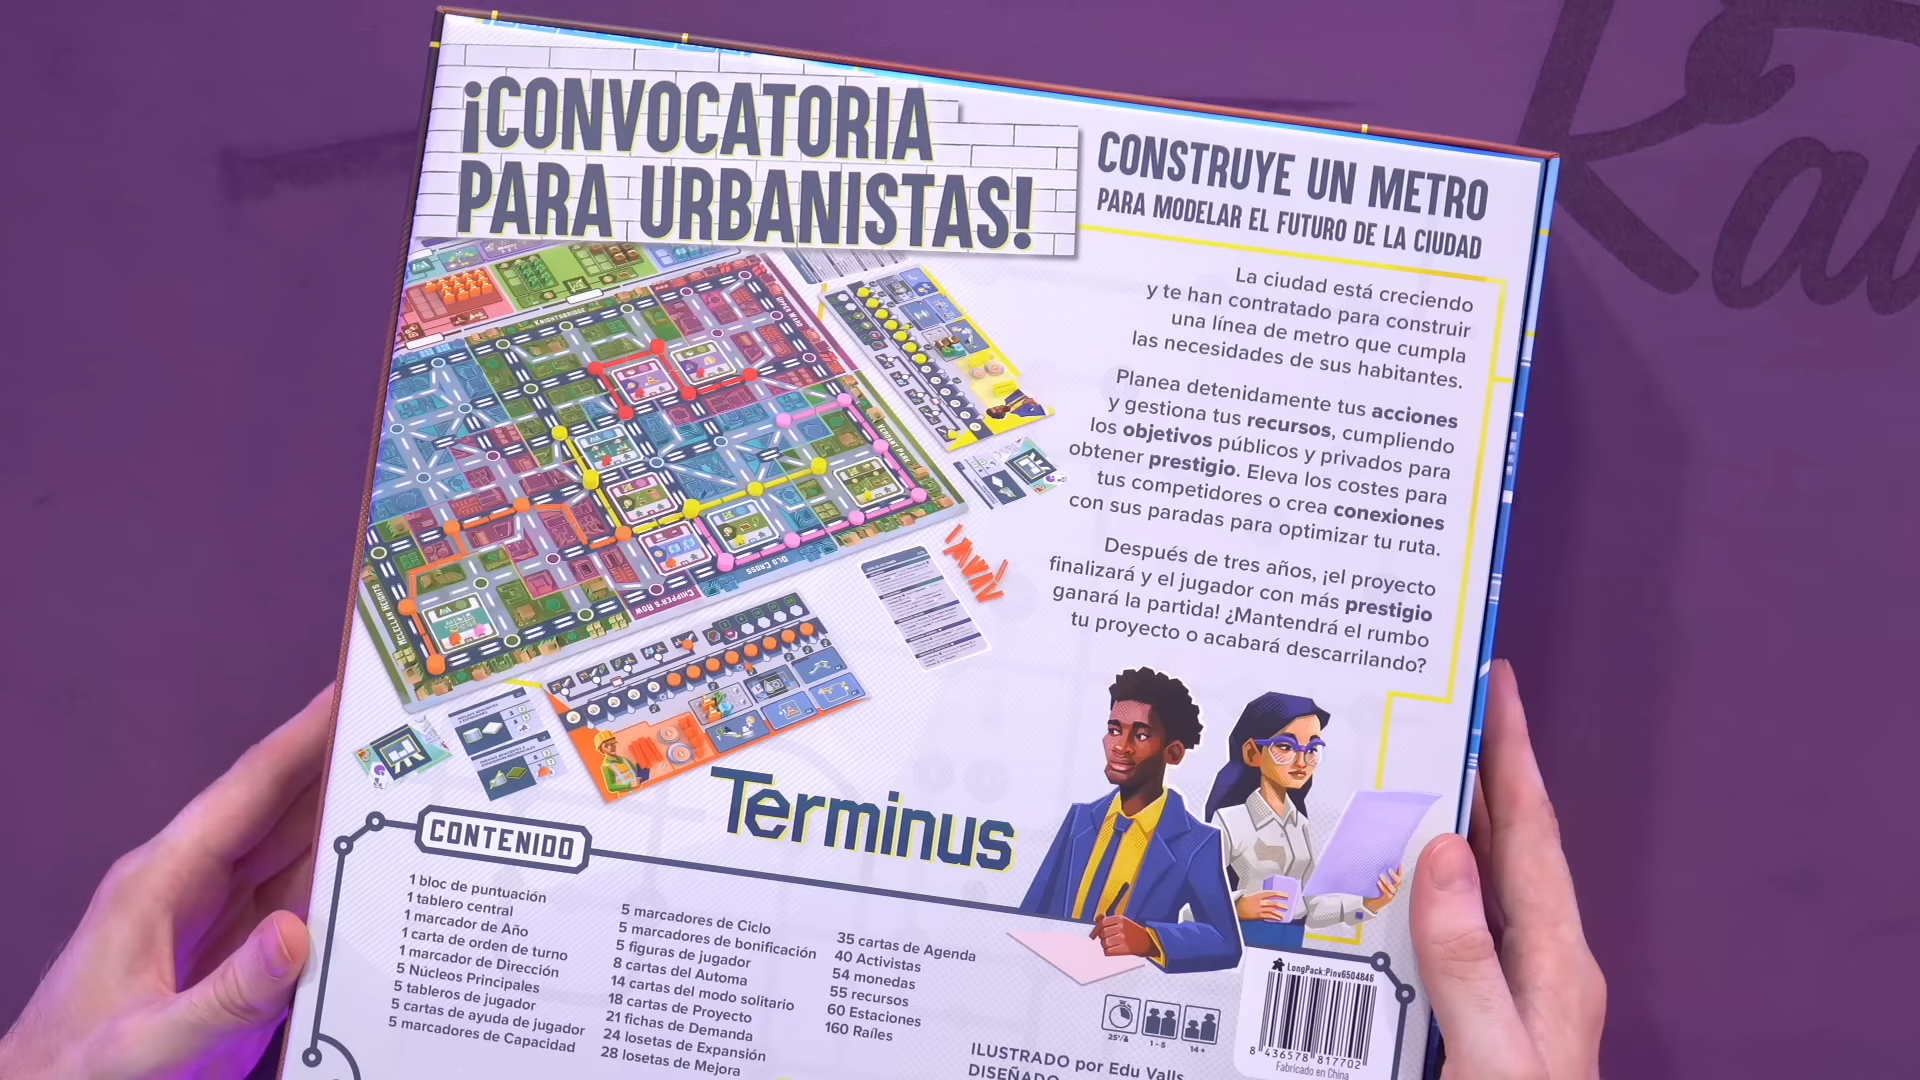 ¡CONVOCATORIA
PARA URBANISTAS!
CONSTRUYE UN METRO
PARA MODELAR EL FUTURO DE LA CIUDAD
La ciudad está creciendo
y te han contratado para construir
una línea de metro que cumpla
las necesidades de sus habitantes.
Planea detenidamente tus acciones
y gestiona tus recursos, cumpliendo
los objetivos públicos y privados para
obtener prestigio. Eleva los costes para
tus competidores o crea conexiones
con sus paradas para optimizar tu ruta.
Después de tres años, ¡el proyecto
finalizará y el jugador con más prestigio
ganará la partida! ¿Mantendrá el rumbo
tu proyecto o acabará descarrilando?
KNIGHTSBRIDGE
UPPER WARD
VERDANT PARK
OLD CROSS
CHIPPER'S ROW
MCLELLAN HEIGHTS
Terminus
CONTENIDO
1 bloc de puntuación
1 tablero central
1 marcador de Año
1 carta de orden de turno
1 marcador de Dirección
5 Núcleos Principales
5 tableros de jugador
5 cartas de ayuda de jugador
5 marcadores de Capacidad
5 marcadores de Ciclo
5 marcadores de bonificación
5 figuras de jugador
8 cartas del Automa
14 cartas del modo solitario
18 cartas de Proyecto
21 fichas de Demanda
24 losetas de Expansión
28 losetas de Mejora
35 cartas de Agenda
40 Activistas
54 monedas
55 recursos
60 Estaciones
160 Raíles
1 - 5
14+
ILUSTRADO por Edu Valls
DISEÑADO
LongPack:Pinv6504846
8 436578 817702
Fabricado en China